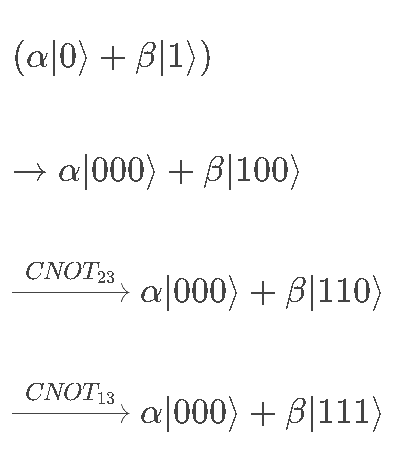 (α|0⟩ + β|1⟩)
→ α|000⟩ + β|100⟩
CNOT₂₃ → α|000⟩ + β|110⟩
CNOT₁₃ → α|000⟩ + β|111⟩